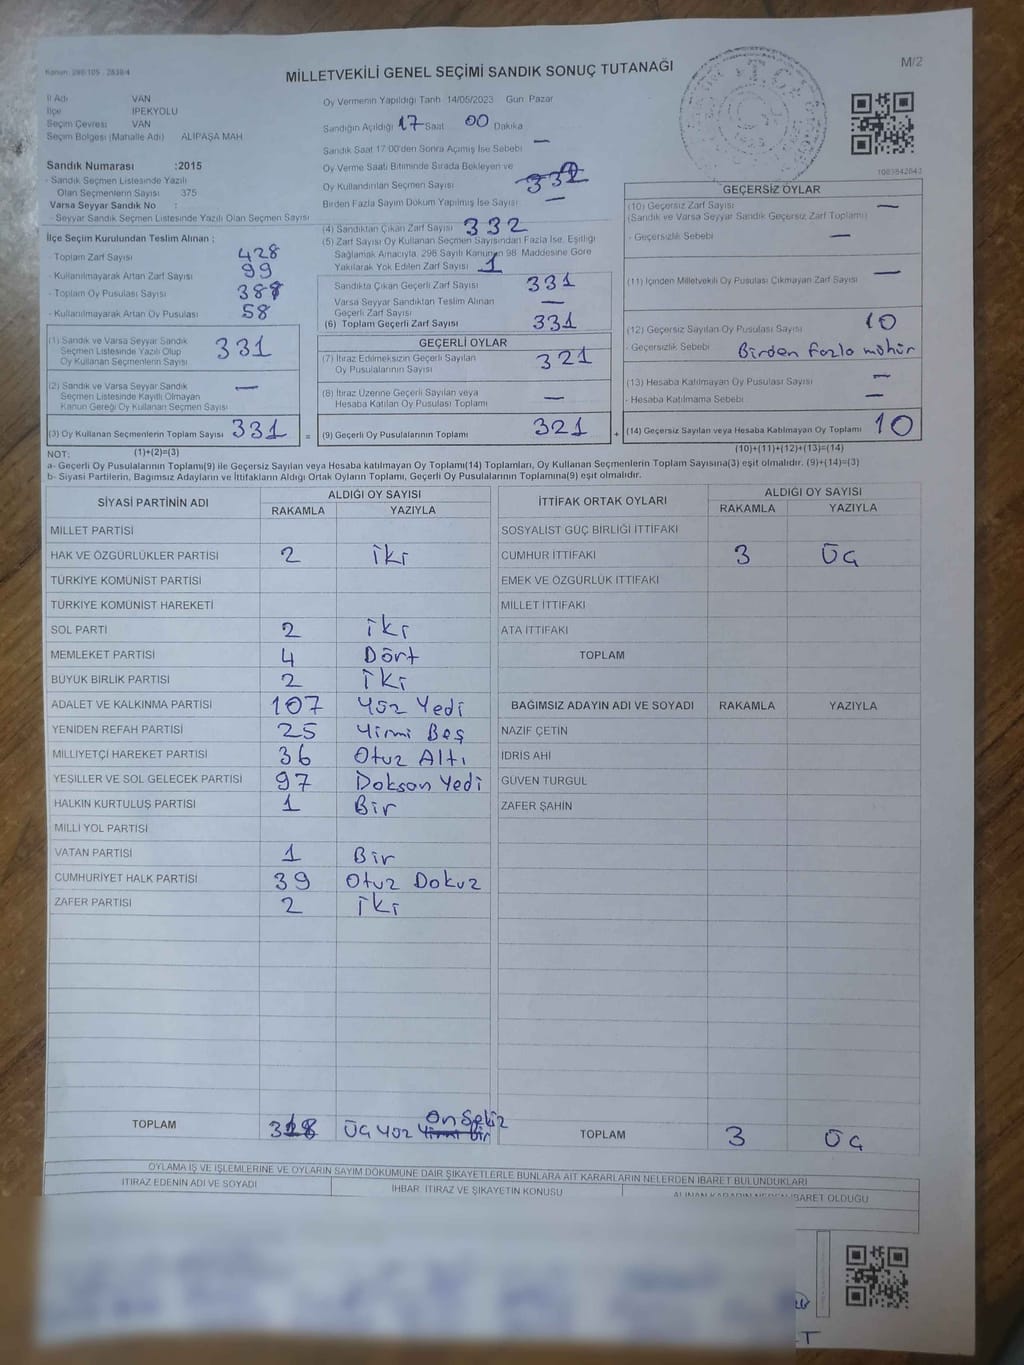 Kanun: 298/105 - 2839/4
MİLLETVEKİLİ GENEL SEÇİMİ SANDIK SONUÇ TUTANAĞI
M/2
İl Adı VAN
İlçe İPEKYOLU
Seçim Çevresi VAN
Seçim Bölgesi (Mahalle Adı) ALİPAŞA MAH
Sandık Numarası :2015
- Sandık Seçmen Listesinde Yazılı
Olan Seçmenlerin Sayısı 375
Varsa Seyyar Sandık No :
- Seyyar Sandık Seçmen Listesinde Yazılı Olan Seçmen Sayısı
İlçe Seçim Kurulundan Teslim Alınan :
- Toplam Zarf Sayısı 428
- Kullanılmayarak Artan Zarf Sayısı 99
- Toplam Oy Pusulası Sayısı 389
- Kullanılmayarak Artan Oy Pusulası 58
(1) Sandık ve Varsa Seyyar Sandık
Seçmen Listesinde Yazılı Olup
Oy Kullanan Seçmenlerin Sayısı 331
(2) Sandık ve Varsa Seyyar Sandık
Seçmen Listesinde Kayıtlı Olmayan
Kanun Gereği Oy Kullanan Seçmen Sayısı —
(3) Oy Kullanan Seçmenlerin Toplam Sayısı 331
Oy Vermenin Yapıldığı Tarih 14/05/2023 Gün Pazar
Sandığın Açıldığı 17 Saat 00 Dakika
Sandık Saat 17:00'den Sonra Açımış İse Sebebi —
Oy Verme Saati Bitiminde Sırada Bekleyen ve
Oy Kullandırılan Seçmen Sayısı 332
Birden Fazla Sayım Döküm Yapılmış İse Sayısı —
(4) Sandıktan Çıkan Zarf Sayısı 332
(5) Zarf Sayısı Oy Kullanan Seçmen Sayısından Fazla İse, Eşitliği
Sağlamak Amacıyla, 298 Sayılı Kanunun 98. Maddesine Göre
Yakılarak Yok Edilen Zarf Sayısı 1
Sandıkta Çıkan Geçerli Zarf Sayısı 331
Varsa Seyyar Sandıktan Teslim Alınan
Geçerli Zarf Sayısı —
(6) Toplam Geçerli Zarf Sayısı 331
GEÇERLİ OYLAR
(7) İtiraz Edilmeksizin Geçerli Sayılan
Oy Pusulalarının Sayısı 321
(8) İtiraz Üzerine Geçerli Sayılan veya
Hesaba Katılan Oy Pusulası Toplamı —
= (9) Geçerli Oy Pusulalarının Toplamı 321
1003842843
GEÇERSİZ OYLAR
(10) Geçersiz Zarf Sayısı —
(Sandık ve Varsa Seyyar Sandık Geçersiz Zarf Toplamı)
- Geçersizlik Sebebi —
(11) İçinden Milletvekili Oy Pusulası Çıkmayan Zarf Sayısı —
(12) Geçersiz Sayılan Oy Pusulası Sayısı 10
- Geçersizlik Sebebi Birden fazla mühür
(13) Hesaba Katılmayan Oy Pusulası Sayısı —
- Hesaba Katılmama Sebebi —
+ (14) Geçersiz Sayılan veya Hesaba Katılmayan Oy Toplamı 10
NOT: (1)+(2)=(3) (10)+(11)+(12)+(13)=(14)
a- Geçerli Oy Pusulalarının Toplamı(9) ile Geçersiz Sayılan veya Hesaba katılmayan Oy Toplamı(14) Toplamları, Oy Kullanan Seçmenlerin Toplam Sayısına(3) eşit olmalıdır. (9)+(14)=(3)
b- Siyasi Partilerin, Bağımsız Adayların ve İttifakların Aldığı Ortak Oyların Toplamı, Geçerli Oy Pusulalarının Toplamına(9) eşit olmalıdır.
SİYASİ PARTİNİN ADI ALDIĞI OY SAYISI
RAKAMLA YAZIYLA
MİLLET PARTİSİ
HAK VE ÖZGÜRLÜKLER PARTİSİ 2 İki
TÜRKİYE KOMÜNİST PARTİSİ
TÜRKİYE KOMÜNİST HAREKETİ
SOL PARTİ 2 İki
MEMLEKET PARTİSİ 4 Dört
BÜYÜK BİRLİK PARTİSİ 2 İki
ADALET VE KALKINMA PARTİSİ 107 Yüz Yedi
YENİDEN REFAH PARTİSİ 25 Yirmi Beş
MİLLİYETÇİ HAREKET PARTİSİ 36 Otuz Altı
YEŞİLLER VE SOL GELECEK PARTİSİ 97 Doksan Yedi
HALKIN KURTULUŞ PARTİSİ 1 Bir
MİLLİ YOL PARTİSİ
VATAN PARTİSİ 1 Bir
CUMHURİYET HALK PARTİSİ 39 Otuz Dokuz
ZAFER PARTİSİ 2 İki
TOPLAM 318 Üç Yüz Yirmi Bir On Sekiz
İTTİFAK ORTAK OYLARI ALDIĞI OY SAYISI
RAKAMLA YAZIYLA
SOSYALİST GÜÇ BİRLİĞİ İTTİFAKI
CUMHUR İTTİFAKI 3 Üç
EMEK VE ÖZGÜRLÜK İTTİFAKI
MİLLET İTTİFAKI
ATA İTTİFAKI
TOPLAM
BAĞIMSIZ ADAYIN ADI VE SOYADI RAKAMLA YAZIYLA
NAZİF ÇETİN
İDRİS AHİ
GÜVEN TURGUL
ZAFER ŞAHİN
TOPLAM 3 Üç
OYLAMA İŞ VE İŞLEMLERİNE VE OYLARIN SAYIM DÖKÜMÜNE DAİR ŞİKAYETLERLE BUNLARA AİT KARARLARIN NELERDEN İBARET BULUNDUKLARI
İTİRAZ EDENİN ADI VE SOYADI İHBAR, İTİRAZ VE ŞİKAYETİN KONUSU ALINAN KARARIN NEDEN İBARET OLDUĞU